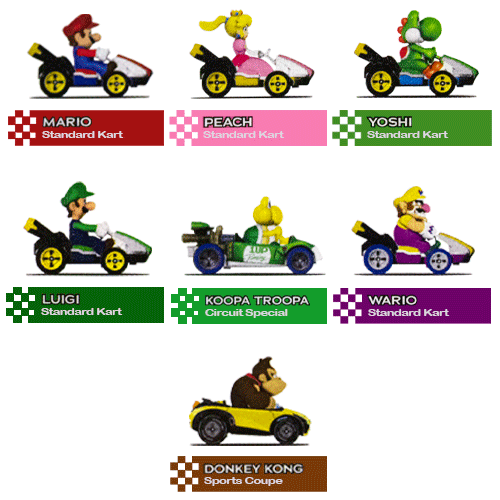 MARIO
Standard Kart
PEACH
Standard Kart
YOSHI
Standard Kart
LUIGI
Standard Kart
KOOPA TROOPA
Circuit Special
WARIO
Standard Kart
DONKEY KONG
Sports Coupe